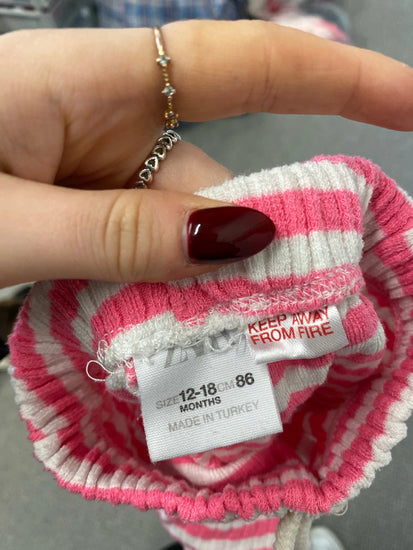 KEEP AWAY
FROM FIRE
SIZE 12-18 CM 86
MONTHS
MADE IN TURKEY